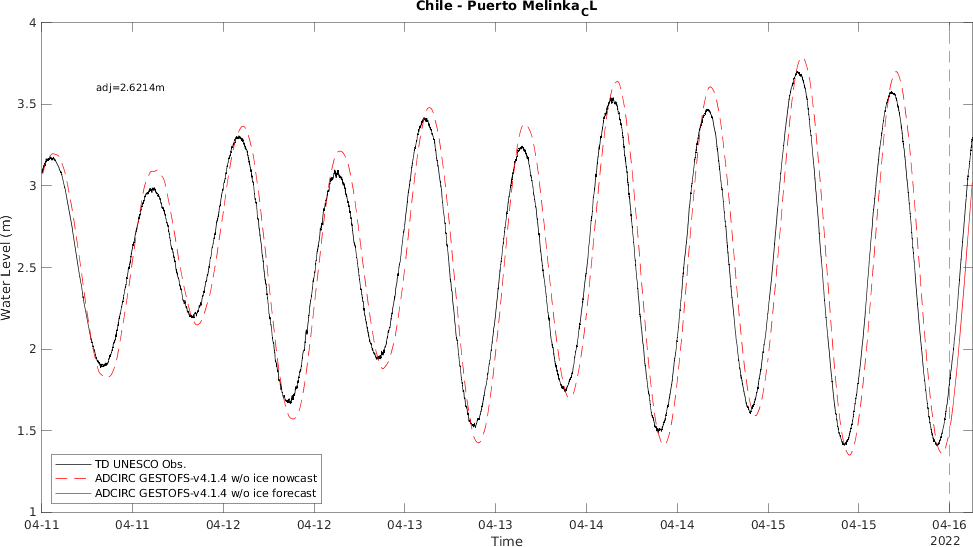 Chile - Puerto Melinka_CL
4
3.5
3
2.5
2
1.5
1
Water Level (m)
adj=2.6214m
TD UNESCO Obs.
ADCIRC GESTOFS-v4.1.4 w/o ice nowcast
ADCIRC GESTOFS-v4.1.4 w/o ice forecast
04-11 04-11 04-12 04-12 04-13 04-13 04-14 04-14 04-15 04-15 04-16
Time 2022